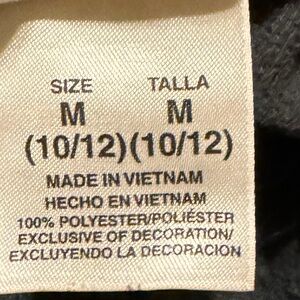 SIZE TALLA
M M
(10/12) (10/12)
MADE IN VIETNAM
HECHO EN VIETNAM
100% POLYESTER/POLIÉSTER
EXCLUSIVE OF DECORATION/
EXCLUYENDO LA DECORACION